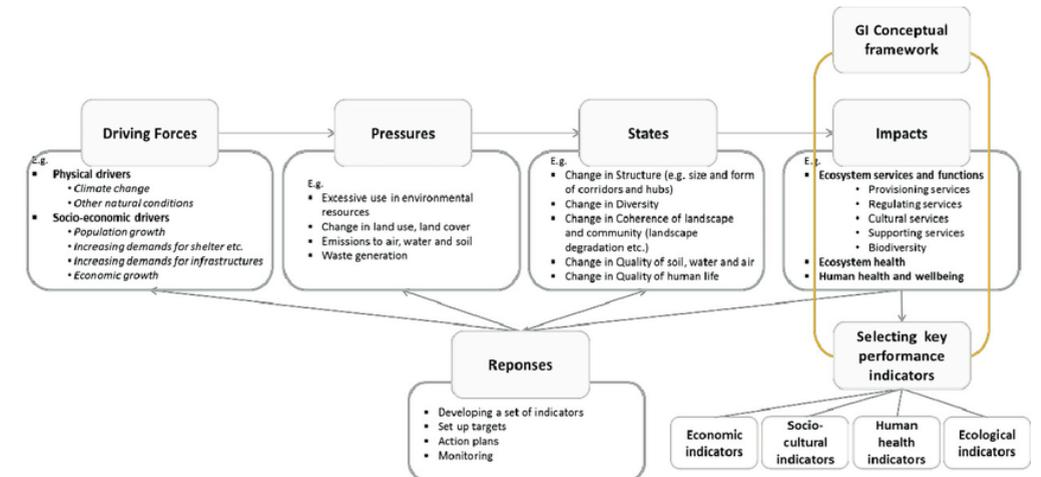 GI Conceptual
framework
Driving Forces
E.g.
▪ Physical drivers
• Climate change
• Other natural conditions
▪ Socio-economic drivers
• Population growth
• Increasing demands for shelter etc.
• Increasing demands for infrastructures
• Economic growth
Pressures
E.g.
▪ Excessive use in environmental
resources
▪ Change in land use, land cover
▪ Emissions to air, water and soil
▪ Waste generation
States
E.g.
▪ Change in Structure (e.g. size and form
of corridors and hubs)
▪ Change in Diversity
▪ Change in Coherence of landscape
and community (landscape
degradation etc.)
▪ Change in Quality of soil, water and air
▪ Change in Quality of human life
Impacts
E.g.
▪ Ecosystem services and functions
• Provisioning services
• Regulating services
• Cultural services
• Supporting services
• Biodiversity
▪ Ecosystem health
▪ Human health and wellbeing
Reponses
▪ Developing a set of indicators
▪ Set up targets
▪ Action plans
▪ Monitoring
Selecting key
performance
indicators
Economic
indicators
Socio-
cultural
indicators
Human
health
indicators
Ecological
indicators